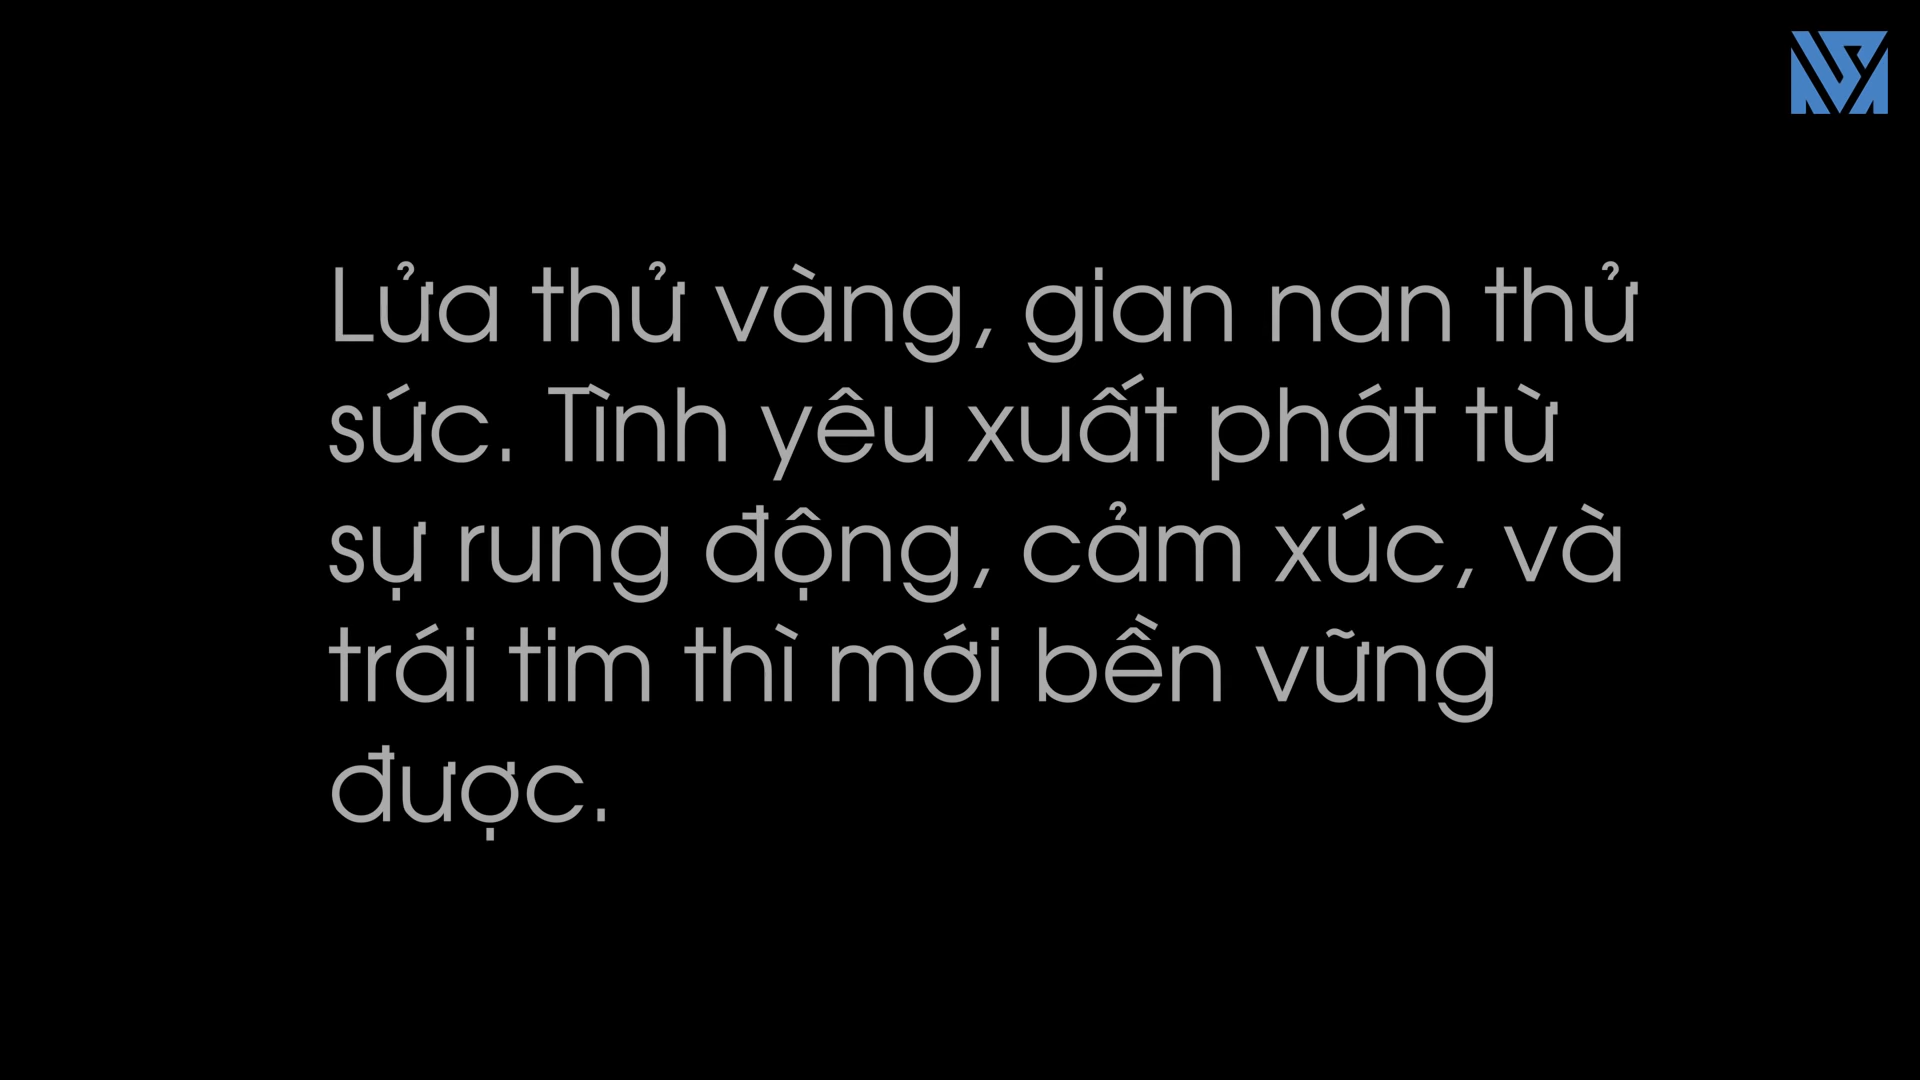 Lửa thử vàng, gian nan thử
sức. Tình yêu xuất phát từ
sự rung động, cảm xúc, và
trái tim thì mới bền vững
được.